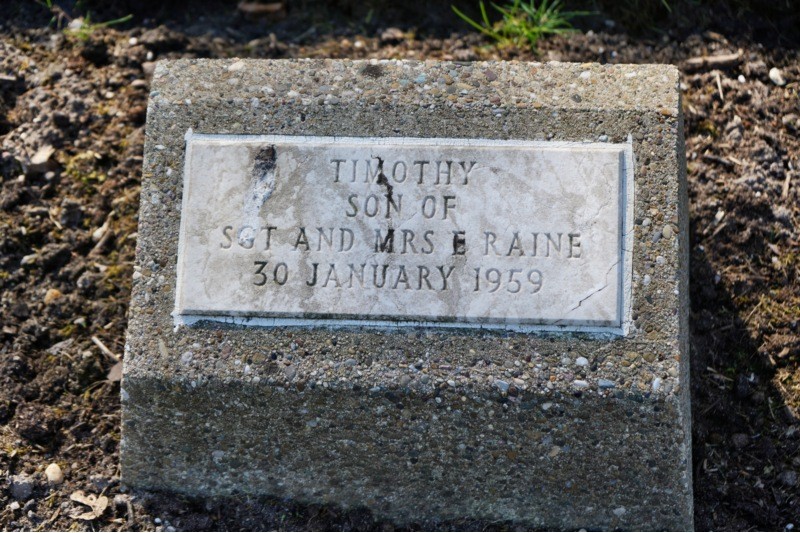 TIMOTHY
SON OF
SGT AND MRS E RAINE
30 JANUARY 1959